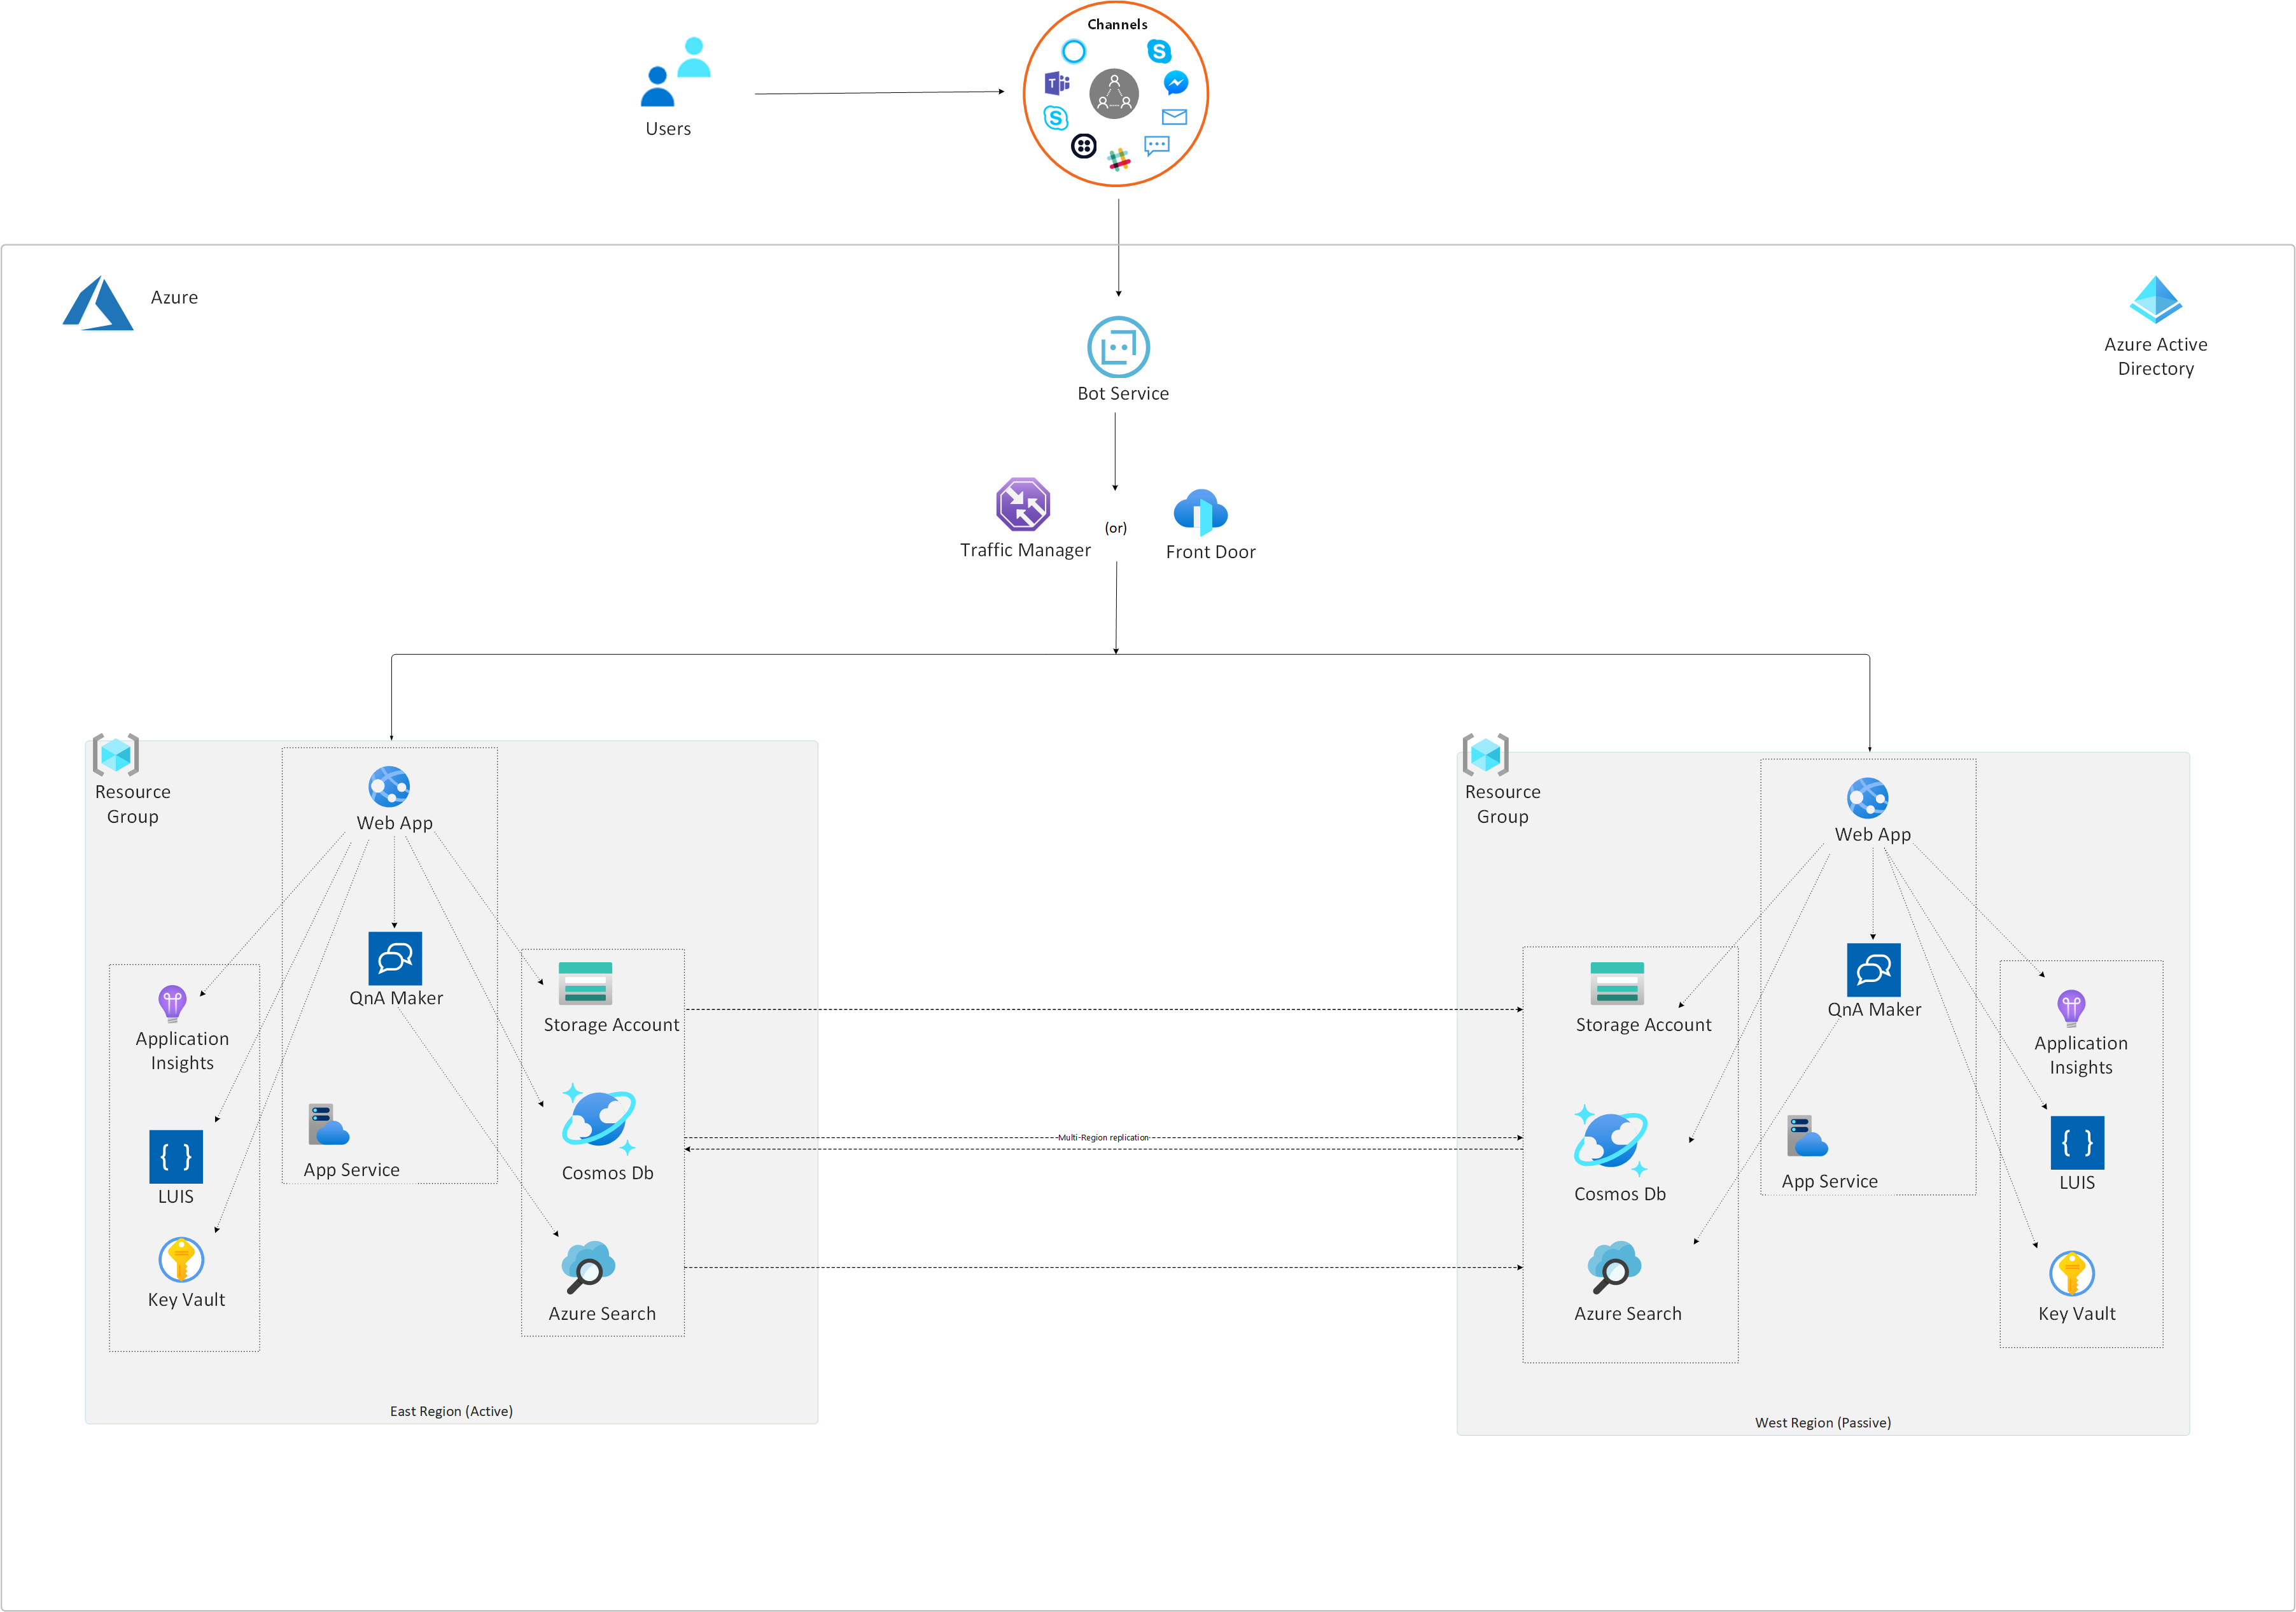 Channels
Users
Azure
Azure Active
Directory
Bot Service
Traffic Manager
(or)
Front Door
Resource
Group
Web App
QnA Maker
Storage Account
Application
Insights
Cosmos Db
App Service
LUIS
Key Vault
Azure Search
East Region (Active)
Multi-Region replication
Resource
Group
Web App
QnA Maker
Storage Account
Application
Insights
Cosmos Db
App Service
LUIS
Azure Search
Key Vault
West Region (Passive)